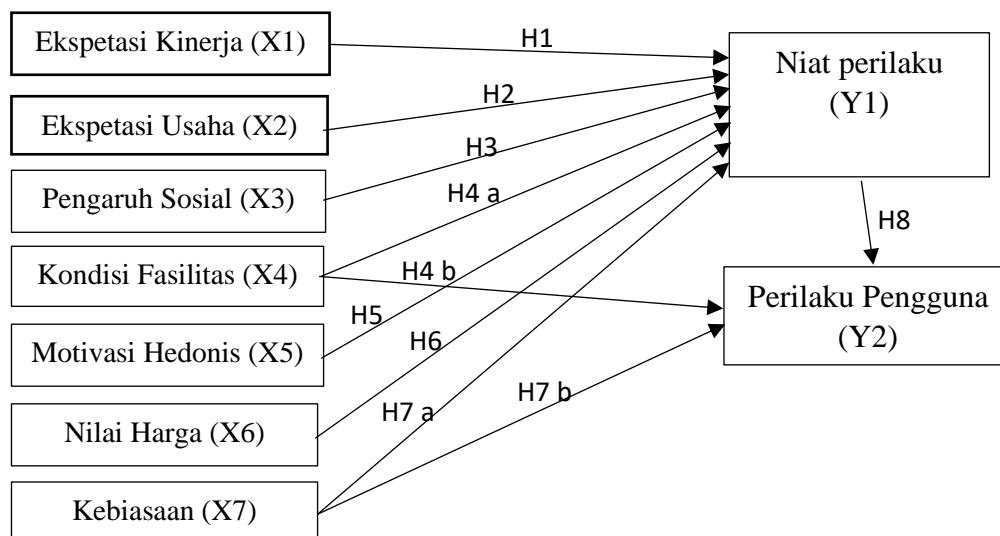 Ekspetasi Kinerja (X1)
H1
Niat perilaku
(Y1)
Ekspetasi Usaha (X2)
H2
Pengaruh Sosial (X3)
H3
H4 a
Kondisi Fasilitas (X4)
H4 b
H8
Perilaku Pengguna
(Y2)
Motivasi Hedonis (X5)
H5
H6
Nilai Harga (X6)
H7 a
H7 b
Kebiasaan (X7)